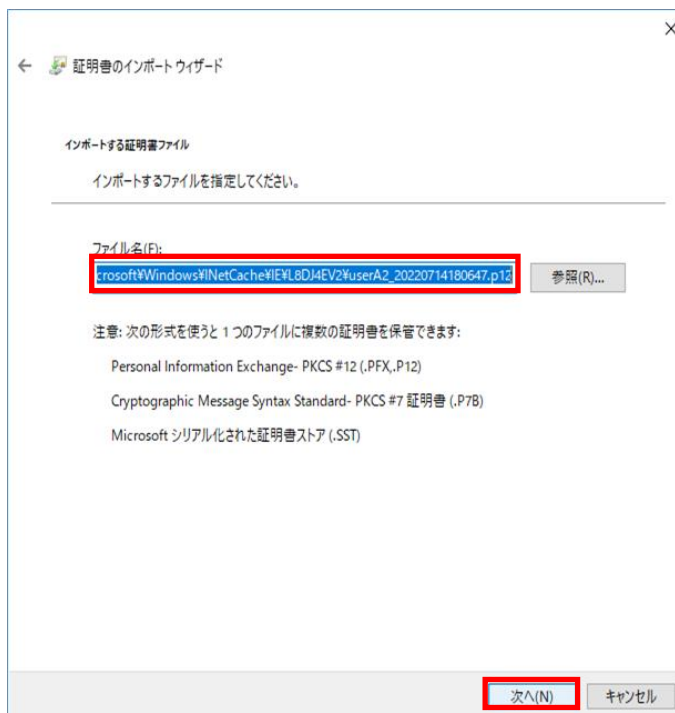 証明書のインポート ウィザード
インポートする証明書ファイル
インポートするファイルを指定してください。
ファイル名(F):
crosoft¥Windows¥INetCache¥IE¥L8DJ4EV2¥userA2_20220714180647.p12
参照(R)...
注意: 次の形式を使うと 1 つのファイルに複数の証明書を保管できます:
Personal Information Exchange- PKCS #12 (.PFX,.P12)
Cryptographic Message Syntax Standard- PKCS #7 証明書 (.P7B)
Microsoft シリアル化された証明書ストア (.SST)
次へ(N)
キャンセル